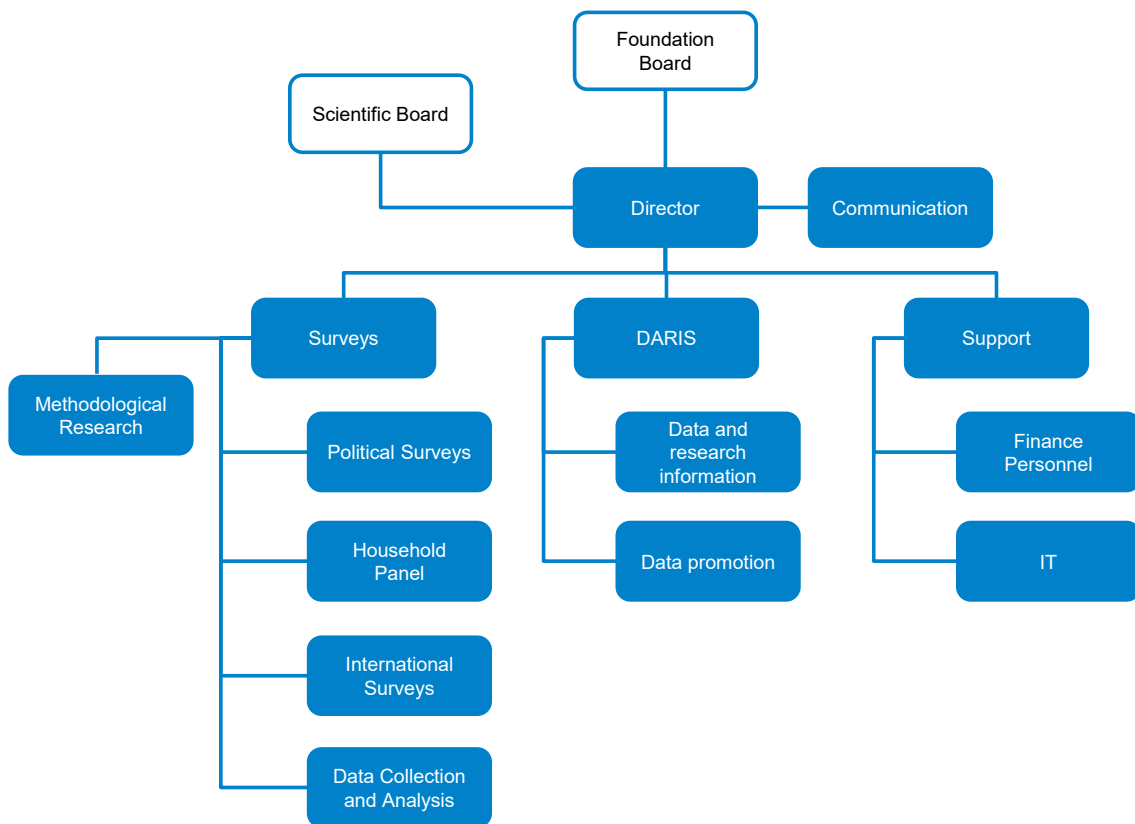 Foundation
Board
Scientific Board
Director
Communication
Surveys
DARIS
Support
Methodological
Research
Political Surveys
Data and
research
information
Finance
Personnel
Household
Panel
Data promotion
IT
International
Surveys
Data Collection
and Analysis